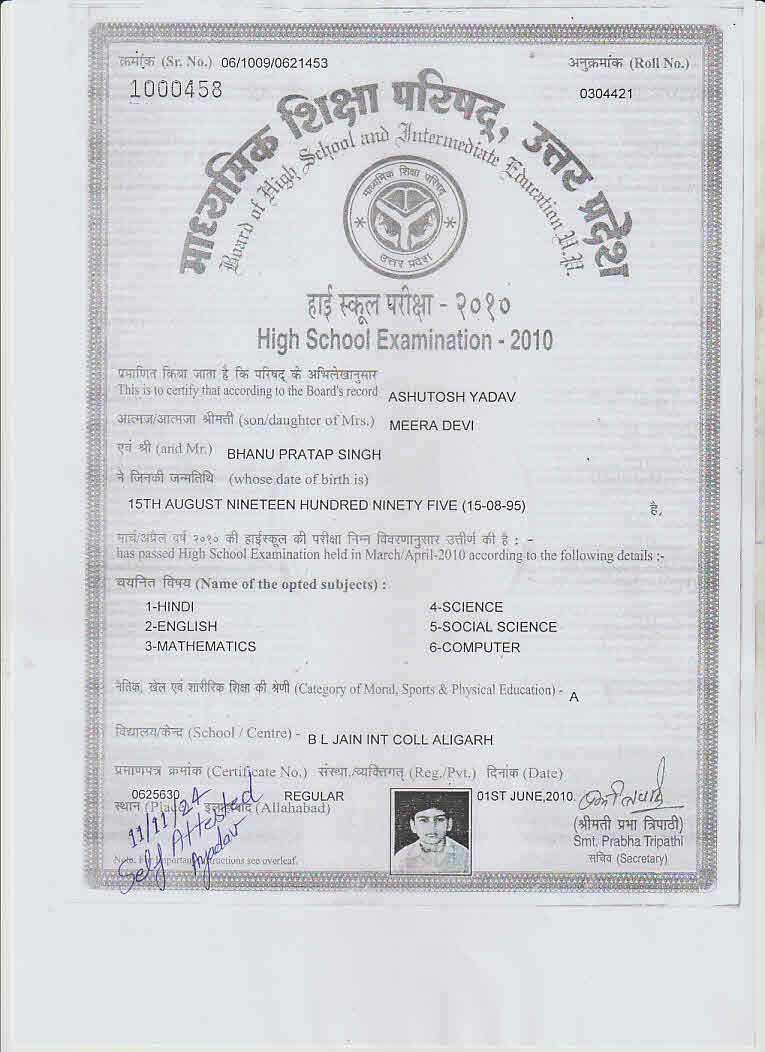 क्रमांक (Sr. No.) 06/1009/0621453
अनुक्रमांक (Roll No.)
1000458
0304421
माध्यमिक शिक्षा परिषद्, उत्तर प्रदेश
Board of High School and Intermediate Education U.P.
माध्यमिक शिक्षा परिषद्
उत्तर प्रदेश
हाई स्कूल परीक्षा - २०१०
High School Examination - 2010
प्रमाणित किया जाता है कि परिषद् के अभिलेखानुसार
This is to certify that according to the Board's record ASHUTOSH YADAV
आत्मज/आत्मजा श्रीमती (son/daughter of Mrs.) MEERA DEVI
एवं श्री (and Mr.) BHANU PRATAP SINGH
ने जिनकी जन्मतिथि (whose date of birth is)
15TH AUGUST NINETEEN HUNDRED NINETY FIVE (15-08-95) है,
मार्च/अप्रैल वर्ष २०१० की हाईस्कूल की परीक्षा निम्न विवरणानुसार उत्तीर्ण की है : -
has passed High School Examination held in March/April-2010 according to the following details :-
चयनित विषय (Name of the opted subjects) :
1-HINDI 4-SCIENCE
2-ENGLISH 5-SOCIAL SCIENCE
3-MATHEMATICS 6-COMPUTER
नैतिक, खेल एवं शारीरिक शिक्षा की श्रेणी (Category of Moral, Sports & Physical Education) - A
विद्यालय/केन्द्र (School / Centre) - B L JAIN INT COLL ALIGARH
प्रमाणपत्र क्रमांक (Certificate No.) संस्था./व्यक्तिगत् (Reg./Pvt.) दिनांक (Date)
0625630 REGULAR 01ST JUNE,2010.
स्थान (Place) इलाहाबाद (Allahabad)
11/11/24
Self Attested
Ayadav
(श्रीमती प्रभा त्रिपाठी)
Smt. Prabha Tripathi
सचिव (Secretary)
Note. For Important Instructions see overleaf.